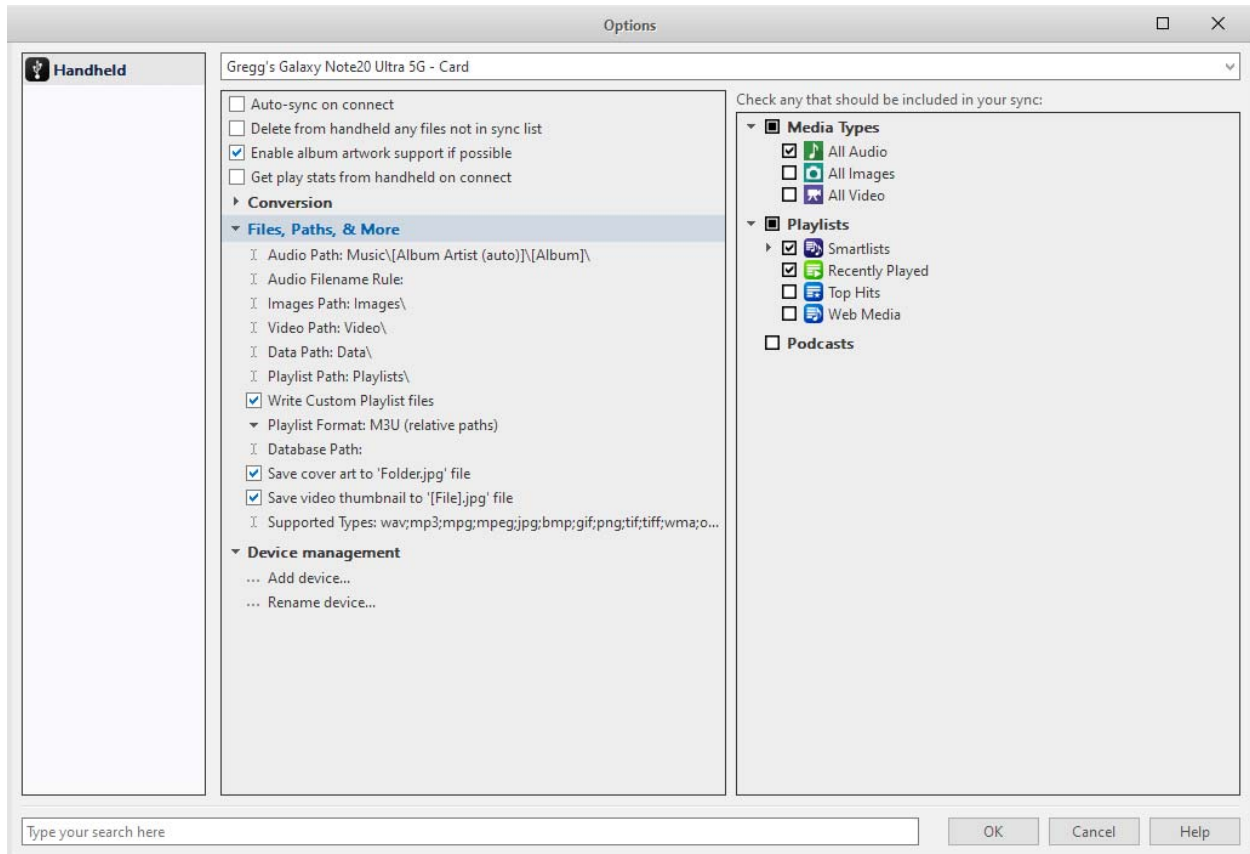 Options
Handheld
Gregg's Galaxy Note20 Ultra 5G - Card
Auto-sync on connect
Delete from handheld any files not in sync list
Enable album artwork support if possible
Get play stats from handheld on connect
Conversion
Files, Paths, & More
Audio Path: Music\[Album Artist (auto)]\[Album]\
Audio Filename Rule:
Images Path: Images\
Video Path: Video\
Data Path: Data\
Playlist Path: Playlists\
Write Custom Playlist files
Playlist Format: M3U (relative paths)
Database Path:
Save cover art to 'Folder.jpg' file
Save video thumbnail to '[File].jpg' file
Supported Types: wav;mp3;mpg;mpeg;jpg;bmp;gif;png;tif;tiff;wma;o...
Device management
... Add device...
... Rename device...
Check any that should be included in your sync:
Media Types
All Audio
All Images
All Video
Playlists
Smartlists
Recently Played
Top Hits
Web Media
Podcasts
Type your search here
OK
Cancel
Help